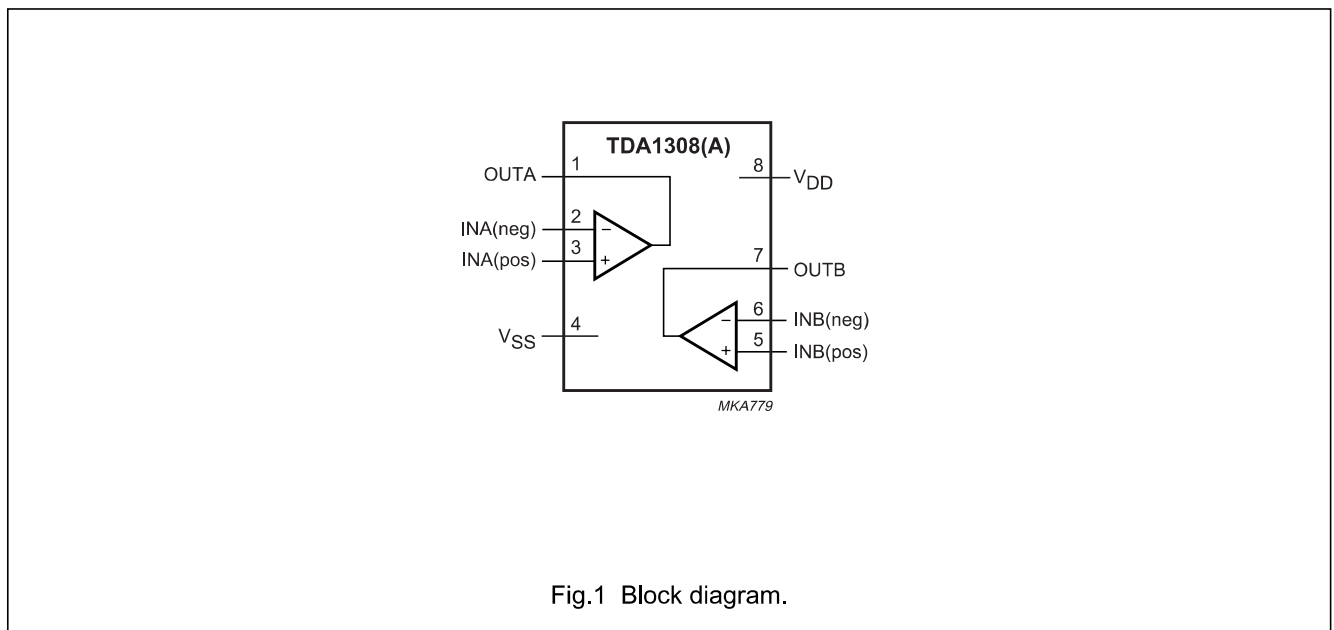 TDA1308(A)
OUTA 1
8 VDD
INA(neg) 2 −
INA(pos) 3 +
7 OUTB
− 6 INB(neg)
VSS 4
+ 5 INB(pos)
MKA779
Fig.1 Block diagram.